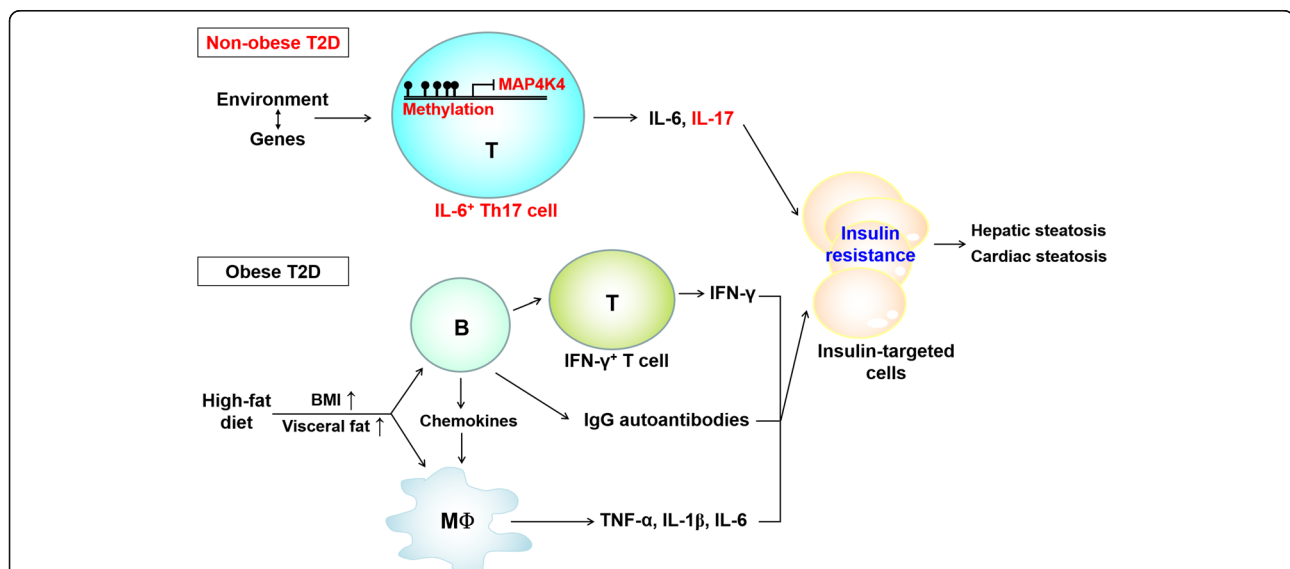 Non-obese T2D
Environment
Genes
MAP4K4
Methylation
T
IL-6⁺ Th17 cell
IL-6, IL-17
Insulin
resistance
Hepatic steatosis
Cardiac steatosis
Insulin-targeted
cells
Obese T2D
High-fat
diet
BMI ↑
Visceral fat ↑
B
T
IFN-γ⁺ T cell
IFN-γ
Chemokines
IgG autoantibodies
MΦ
TNF-α, IL-1β, IL-6